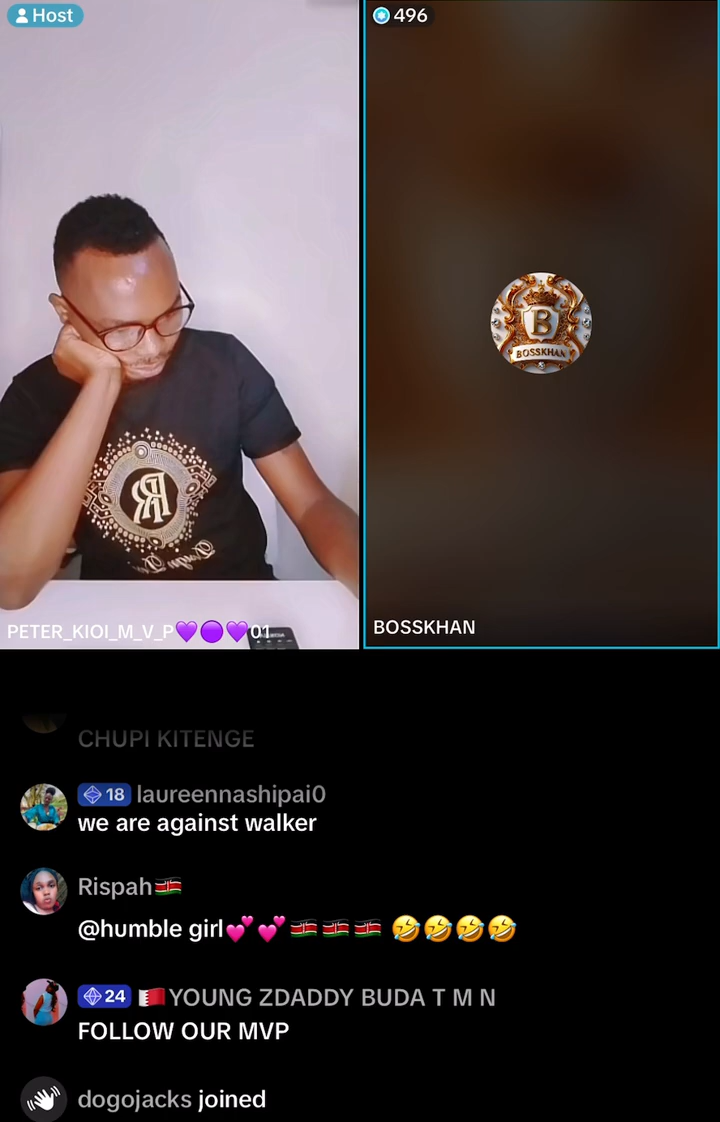 Host
496
B
BOSSKHAN
PETER_KIOI_M_V_P💜🟣💜01
BOSSKHAN
CHUPI KITENGE
18 laureennashipai0
we are against walker
Rispah🇰🇪
@humble girl💕💕🇰🇪🇰🇪🇰🇪 🤣🤣🤣🤣
24 🇧🇭YOUNG ZDADDY BUDA T M N
FOLLOW OUR MVP
dogojacks joined